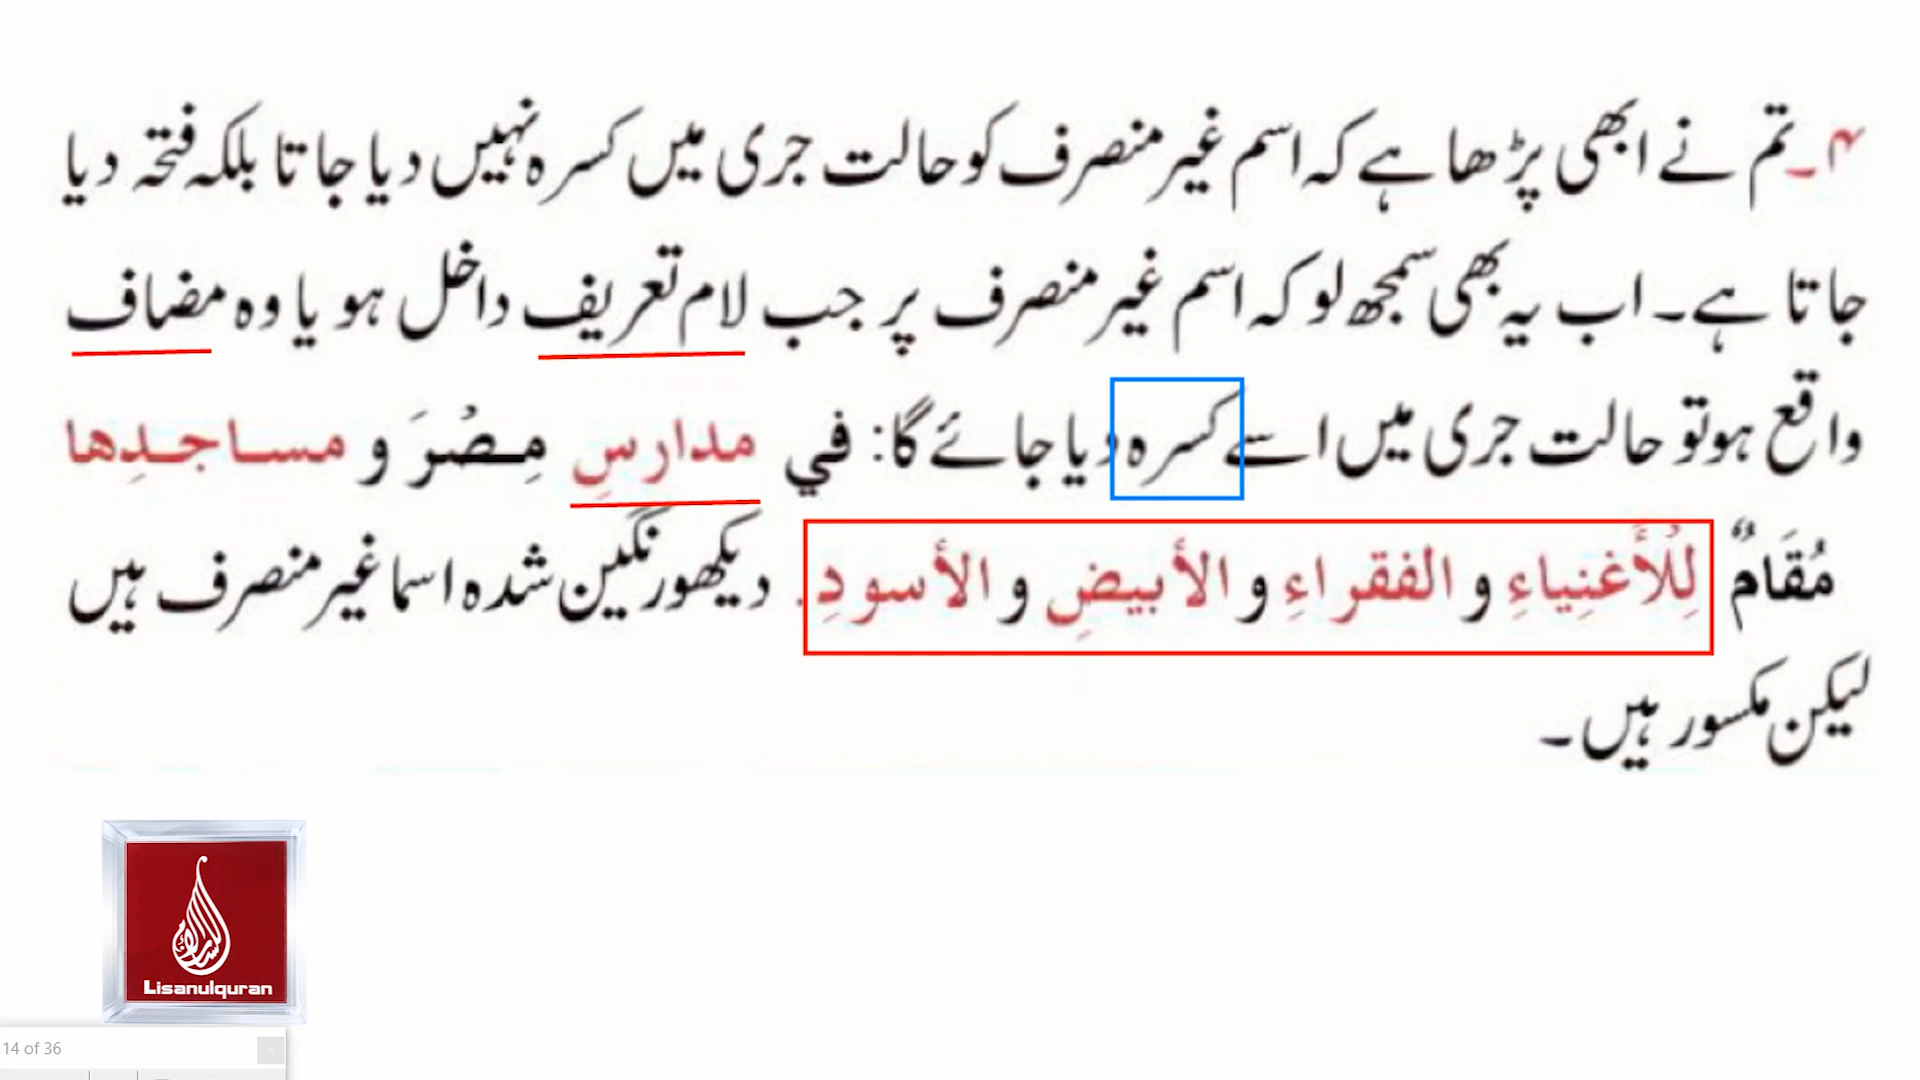 ۴۔ تم نے ابھی پڑھا ہے کہ اسم غیر منصرف کو حالت جری میں کسرہ نہیں دیا جاتا بلکہ فتحہ دیا
جاتا ہے۔ اب یہ بھی سمجھ لو کہ اسم غیر منصرف پر جب لام تعریف داخل ہو یا وہ مضاف
واقع ہو تو حالت جری میں اسے کسرہ دیا جائے گا: في مدارسِ مِصْرَ و مساجدِها
مُقَامٌ لِلْأَغنِياءِ و الفقراءِ و الأبيضِ و الأسودِ. دیکھو رنگین شدہ اسما غیر منصرف ہیں
لیکن مکسور ہیں۔
Lisanulquran
14 of 36